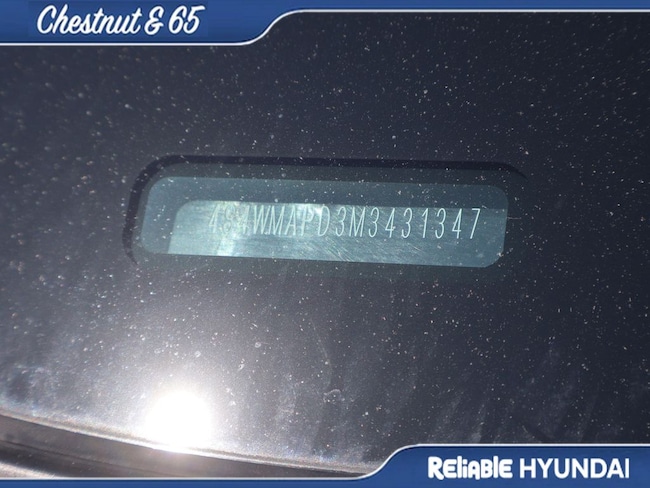 Chestnut & 65
4S4WMAPD3M3431347
Reliable HYUNDAI